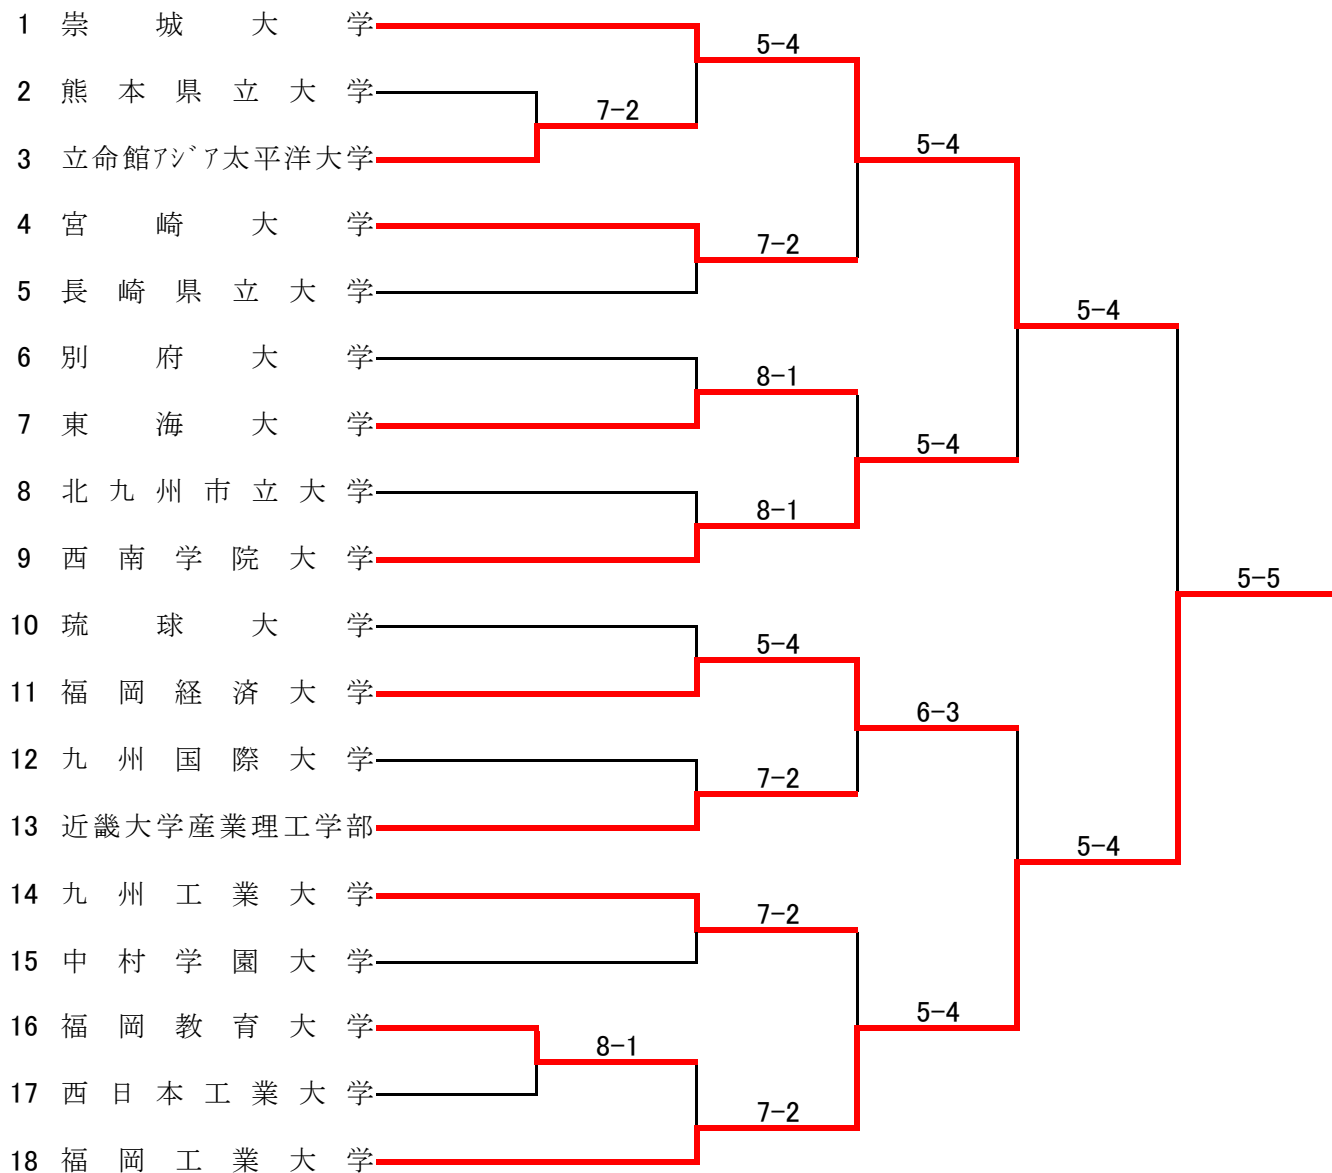 1 崇城大学
5-4
2 熊本県立大学
7-2
3 立命館ｱｼﾞｱ太平洋大学
5-4
4 宮崎大学
7-2
5 長崎県立大学
5-4
6 別府大学
8-1
7 東海大学
5-4
8 北九州市立大学
8-1
9 西南学院大学
5-5
10 琉球大学
5-4
11 福岡経済大学
6-3
12 九州国際大学
7-2
13 近畿大学産業理工学部
5-4
14 九州工業大学
7-2
15 中村学園大学
5-4
16 福岡教育大学
8-1
17 西日本工業大学
7-2
18 福岡工業大学